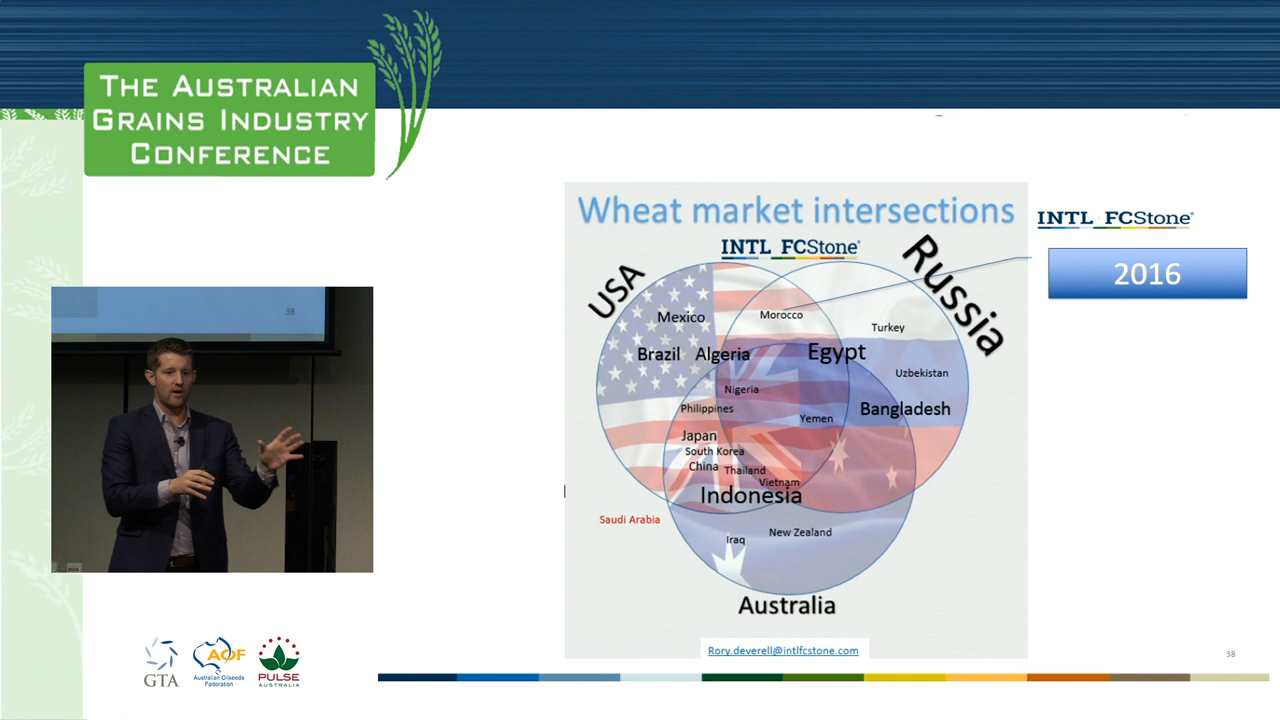 THE AUSTRALIAN
GRAINS INDUSTRY
CONFERENCE
38
Wheat market intersections
INTL FCStone®
INTL FCStone®
2016
USA
Russia
Mexico
Morocco
Turkey
Brazil
Algeria
Egypt
Uzbekistan
Nigeria
Philippines
Bangladesh
Yemen
Japan
South Korea
China
Thailand
Vietnam
Indonesia
Saudi Arabia
Iraq
New Zealand
Australia
Rory.deverell@intlfcstone.com
38
GTA
AOF
Australian Oilseeds
Federation
PULSE
AUSTRALIA